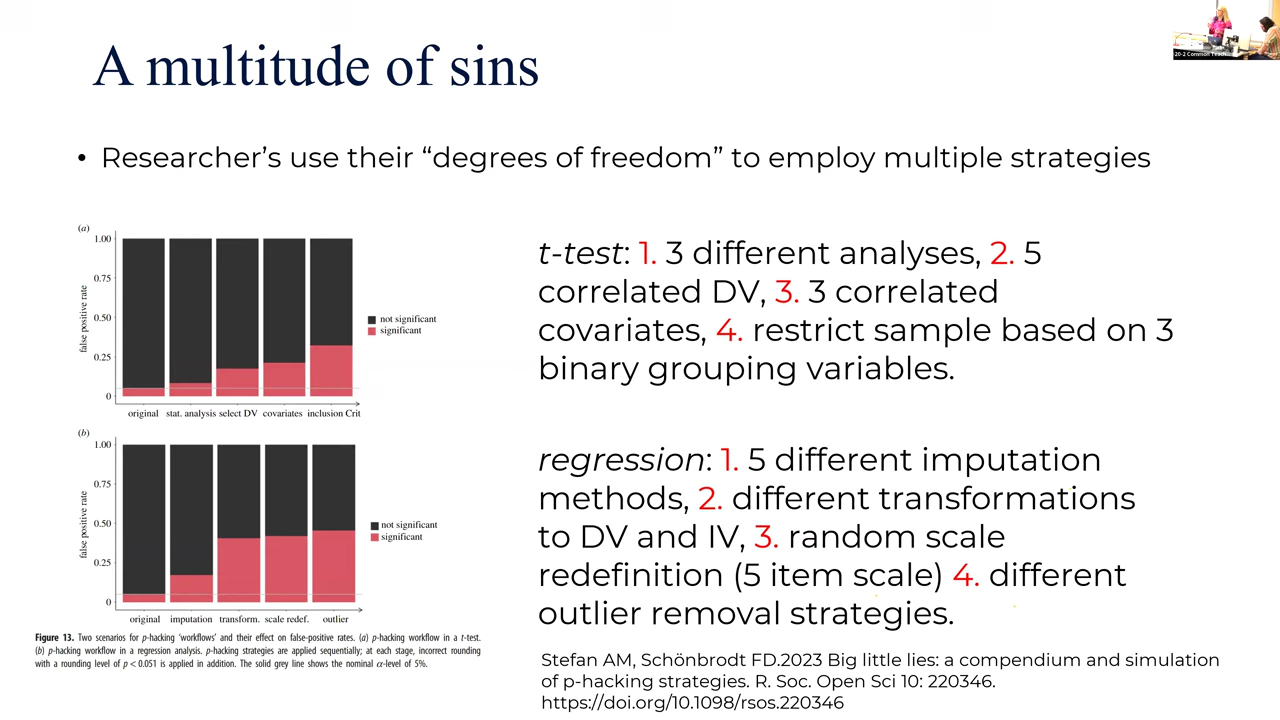 A multitude of sins
• Researcher's use their “degrees of freedom” to employ multiple strategies
(a)
1.00
0.75
0.50
0.25
0
false positive rate
not significant
significant
original stat. analysis select DV covariates inclusion Crit
(b)
1.00
0.75
0.50
0.25
0
false positive rate
not significant
significant
original imputation transform. scale redef. outlier
Figure 13. Two scenarios for p-hacking ‘workflows’ and their effect on false-positive rates. (a) p-hacking workflow in a t-test.
(b) p-hacking workflow in a regression analysis. p-hacking strategies are applied sequentially; at each stage, incorrect rounding
with a rounding level of p < 0.051 is applied in addition. The solid grey line shows the nominal α-level of 5%.
t-test: 1. 3 different analyses, 2. 5
correlated DV, 3. 3 correlated
covariates, 4. restrict sample based on 3
binary grouping variables.
regression: 1. 5 different imputation
methods, 2. different transformations
to DV and IV, 3. random scale
redefinition (5 item scale) 4. different
outlier removal strategies.
Stefan AM, Schönbrodt FD.2023 Big little lies: a compendium and simulation
of p-hacking strategies. R. Soc. Open Sci 10: 220346.
https://doi.org/10.1098/rsos.220346
20-2 Common